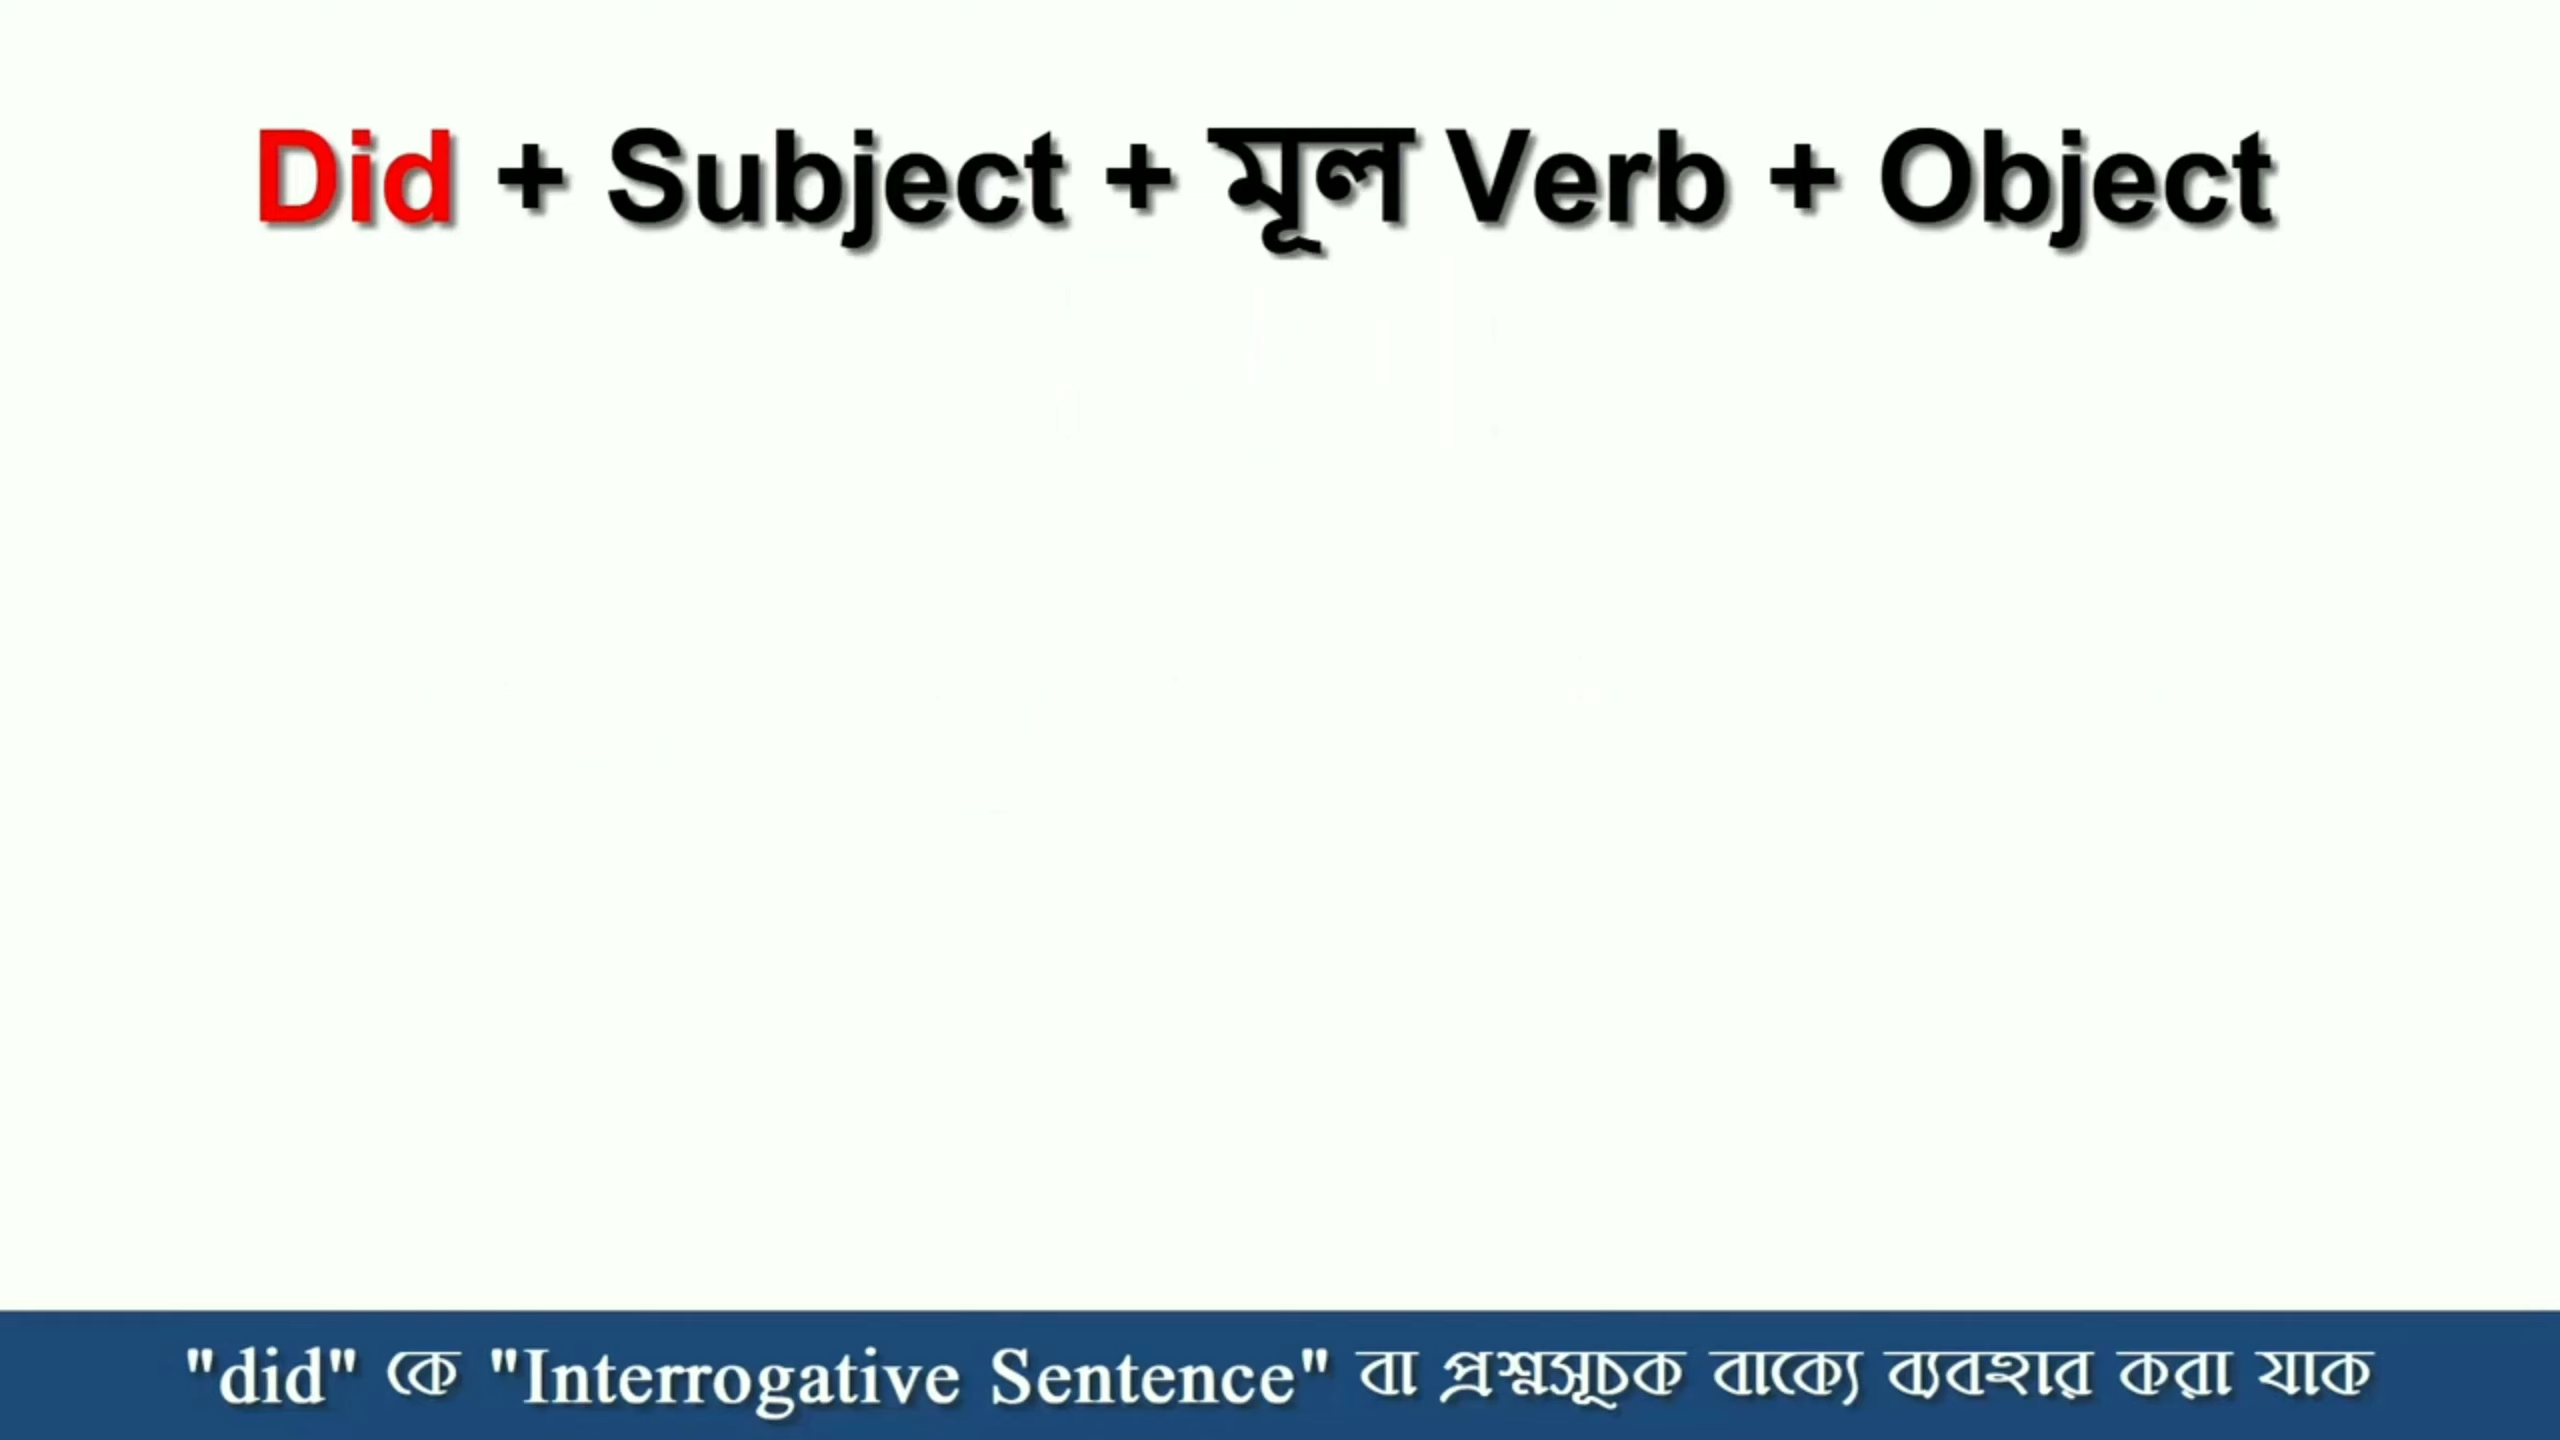 Did + Subject + মূল Verb + Object
"did" কে "Interrogative Sentence" বা প্রশ্নসূচক বাক্যে ব্যবহার করা যাক